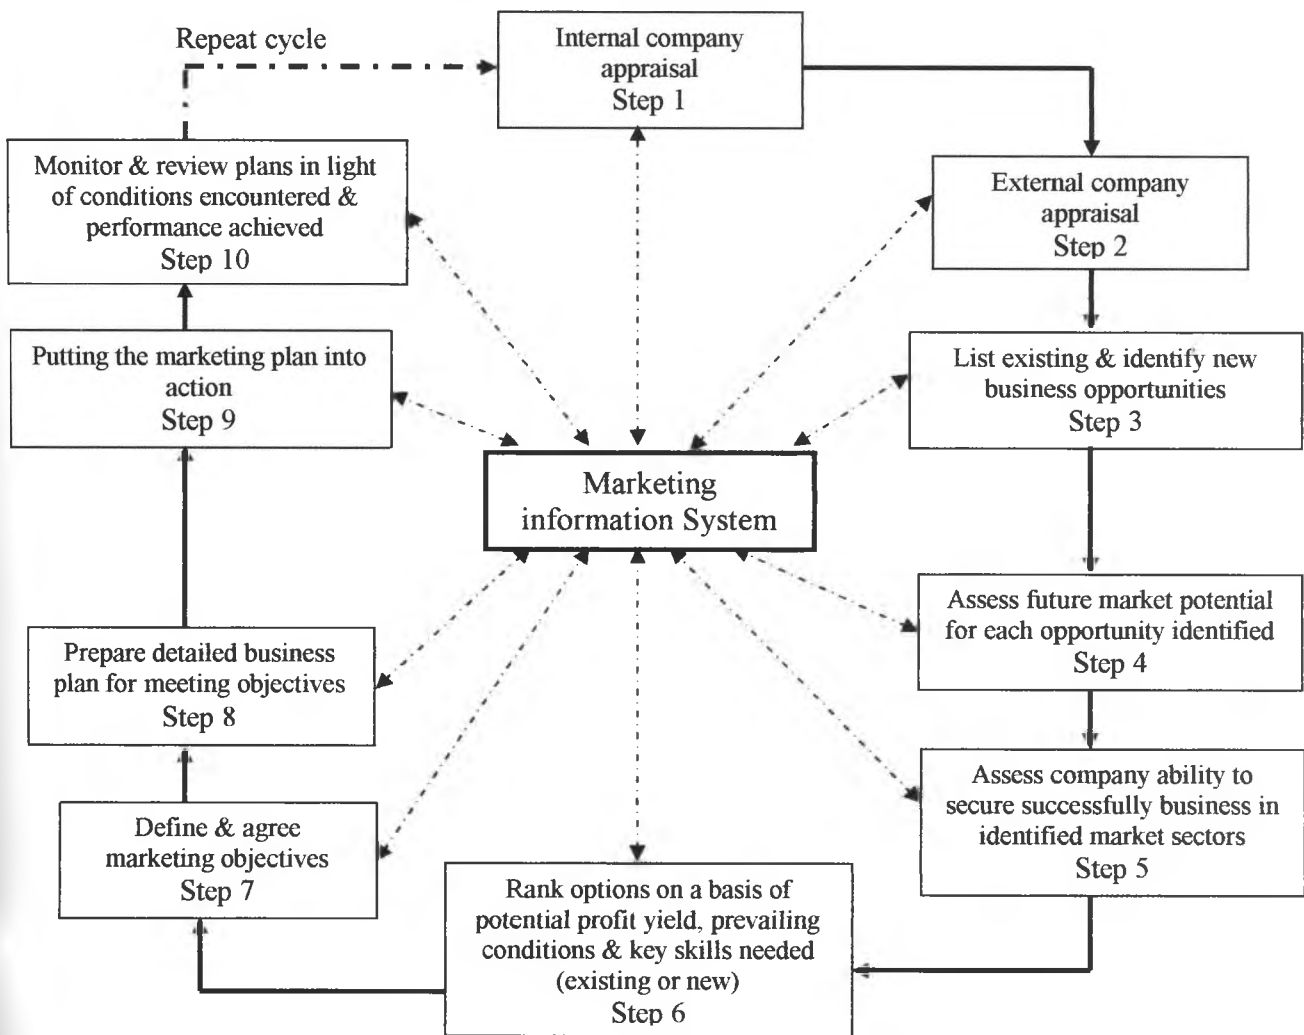 Repeat cycle
Internal company
appraisal
Step 1
External company
appraisal
Step 2
List existing & identify new
business opportunities
Step 3
Assess future market potential
for each opportunity identified
Step 4
Assess company ability to
secure successfully business in
identified market sectors
Step 5
Rank options on a basis of
potential profit yield, prevailing
conditions & key skills needed
(existing or new)
Step 6
Define & agree
marketing objectives
Step 7
Prepare detailed business
plan for meeting objectives
Step 8
Putting the marketing plan into
action
Step 9
Monitor & review plans in light
of conditions encountered &
performance achieved
Step 10
Marketing
information System